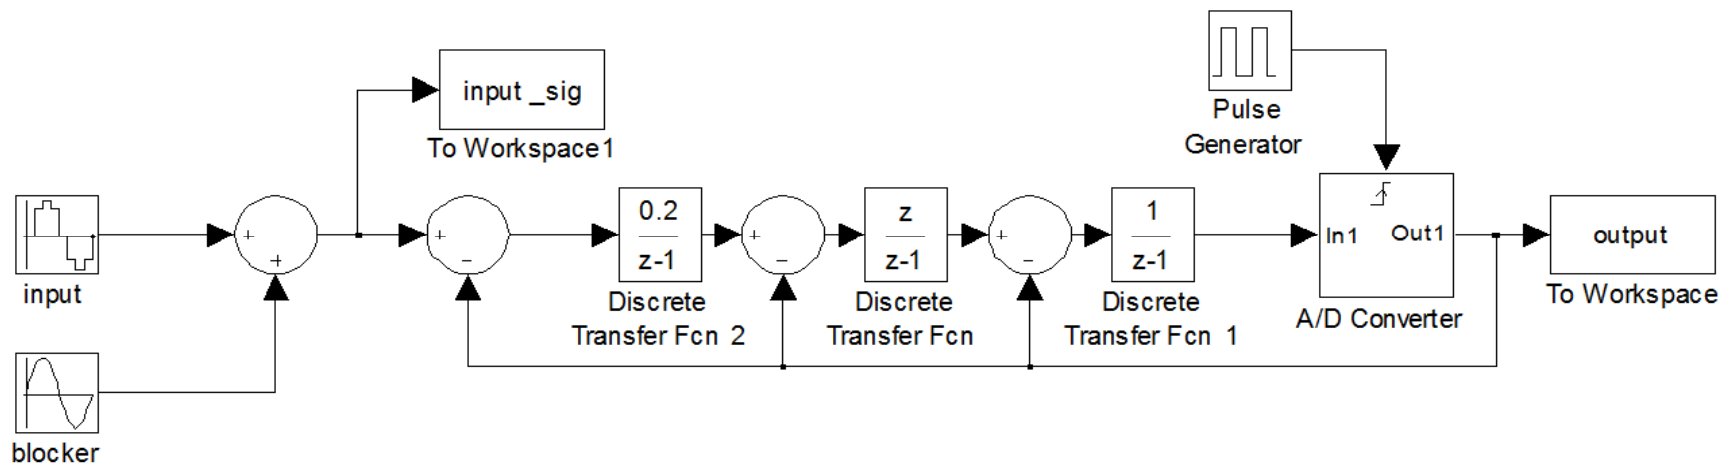 input _sig
To Workspace1
Pulse
Generator
input
blocker
+
+
+
−
0.2
z-1
Discrete
Transfer Fcn 2
+
−
z
z-1
Discrete
Transfer Fcn
+
−
1
z-1
Discrete
Transfer Fcn 1
In1
Out1
A/D Converter
output
To Workspace